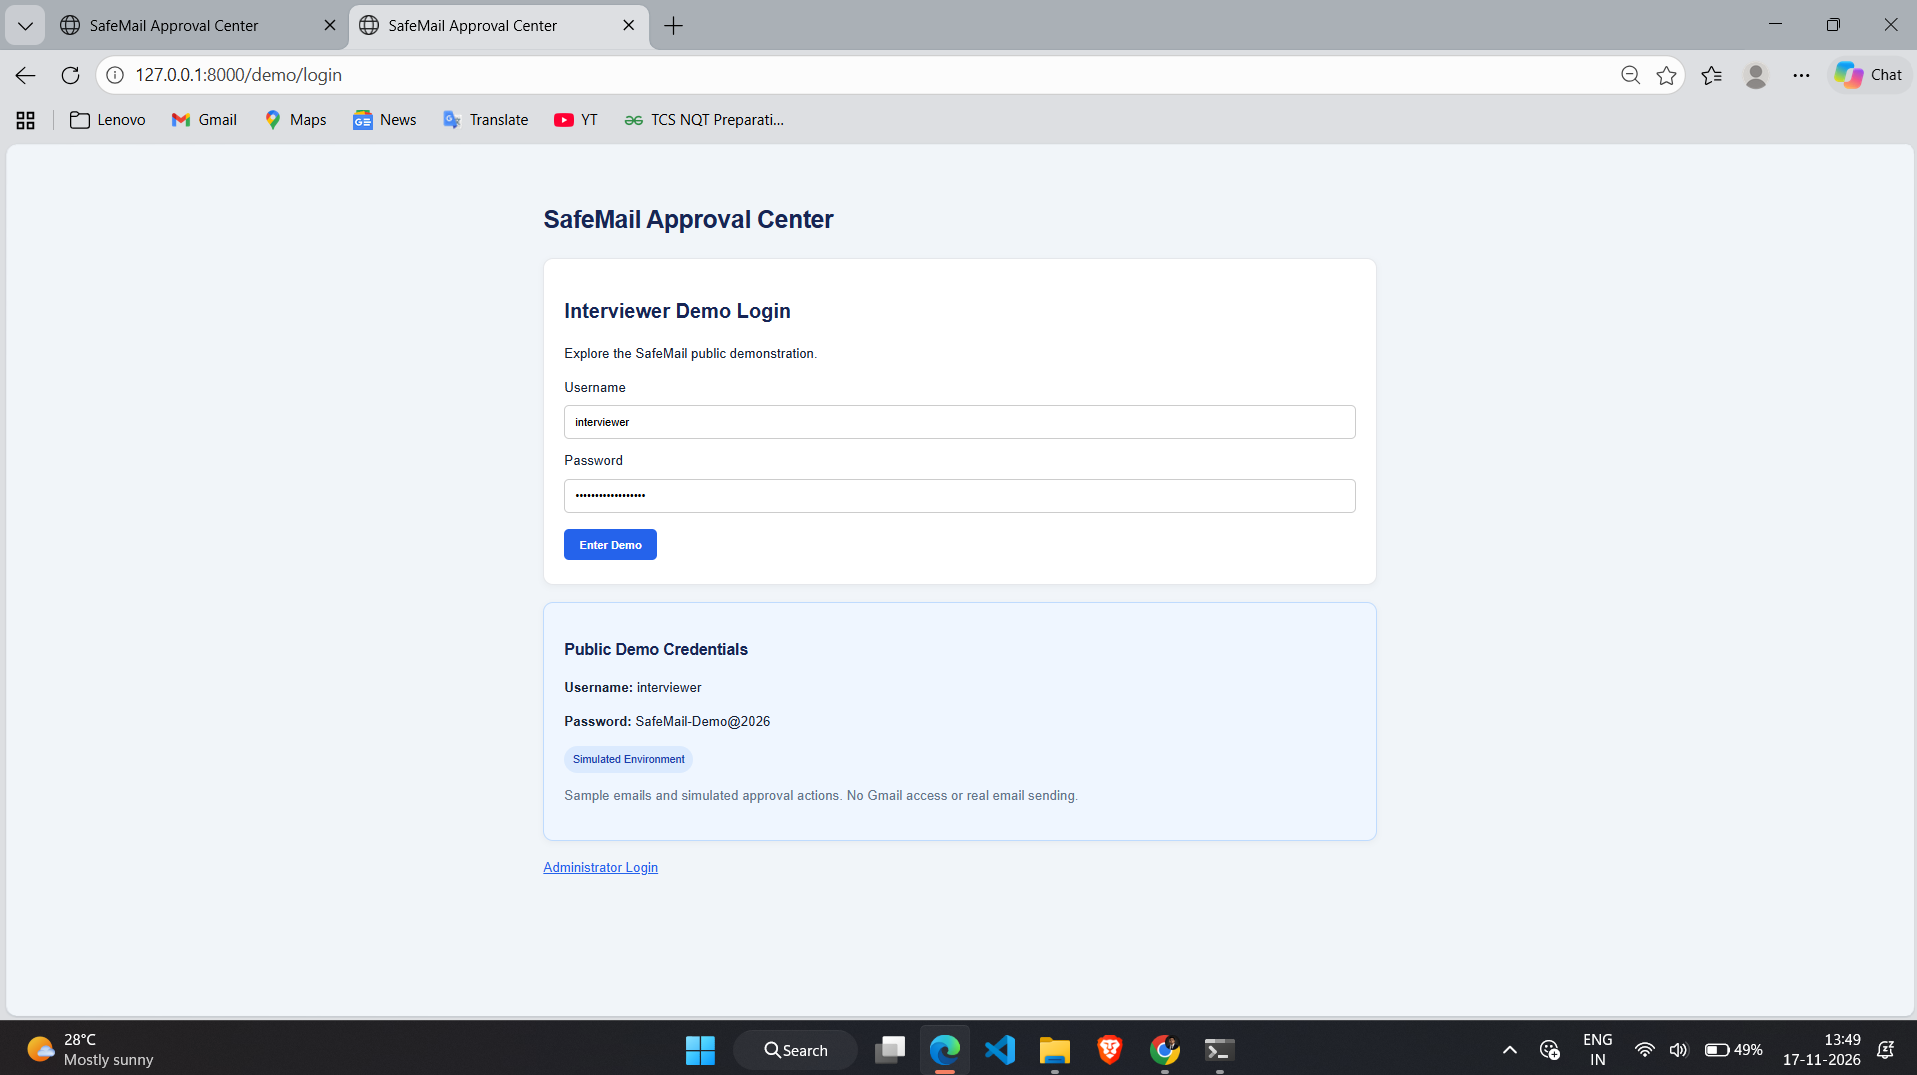 SafeMail Approval Center
SafeMail Approval Center
127.0.0.1:8000/demo/login
Chat
Lenovo
Gmail
Maps
News
Translate
YT
TCS NQT Preparati...
SafeMail Approval Center
Interviewer Demo Login
Explore the SafeMail public demonstration.
Username
interviewer
Password
••••••••••••••••••
Enter Demo
Public Demo Credentials
Username: interviewer
Password: SafeMail-Demo@2026
Simulated Environment
Sample emails and simulated approval actions. No Gmail access or real email sending.
Administrator Login
28°C
Mostly sunny
Search
ENG
IN
49%
13:49
17-11-2026